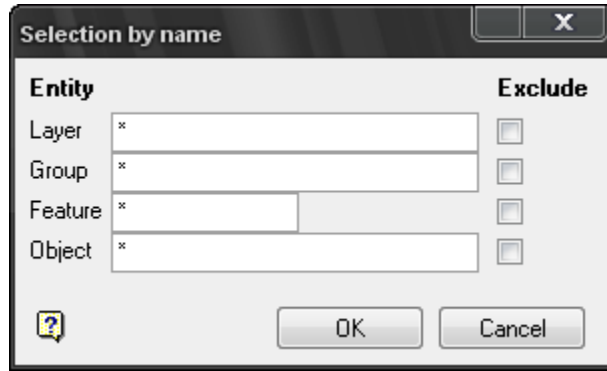 Selection by name
x
Entity Exclude
Layer *
Group *
Feature *
Object *
? OK Cancel